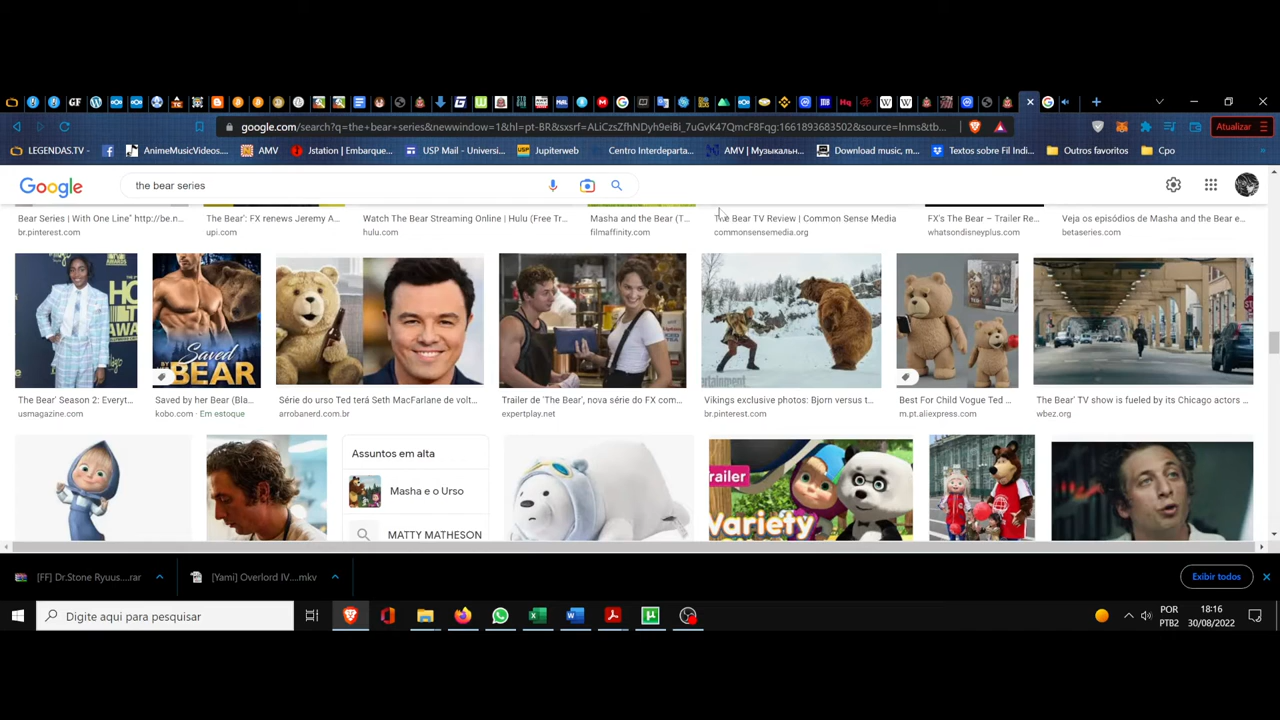 google.com/search?q=the+bear+series&newwindow=1&hl=pt-BR&sxsrf=ALiCzsZfhNDyh9eiBi_7uGvK47QmcF8Fqg:1661893683502&source=lnms&tb...
Atualizar
LEGENDAS.TV
AnimeMusicVideos...
AMV
Jstation | Embarque...
USP Mail - Universi...
Jupiterweb
Centro Interdeparta...
AMV | Музыкальн...
Download music, m...
Textos sobre Fil Indi...
Outros favoritos
Cpo
Google
the bear series
Bear Series | With One Line" http://be.n...
The Bear': FX renews Jeremy A...
Watch The Bear Streaming Online | Hulu (Free Tr...
Masha and the Bear (T...
The Bear TV Review | Common Sense Media
FX's The Bear – Trailer Re...
Veja os episódios de Masha and the Bear e...
br.pinterest.com
upi.com
hulu.com
filmaffinity.com
commonsensemedia.org
whatsondisneyplus.com
betaseries.com
Saved
BY HER
BEAR
The Bear' Season 2: Everyt...
Saved by her Bear (Bla...
Série do urso Ted terá Seth MacFarlane de volt...
Trailer de 'The Bear', nova série do FX com...
Vikings exclusive photos: Bjorn versus t...
Best For Child Vogue Ted ...
The Bear' TV show is fueled by its Chicago actors ...
usmagazine.com
kobo.com - Em estoque
arrobanerd.com.br
expertplay.net
br.pinterest.com
m.pt.aliexpress.com
wbez.org
Assuntos em alta
Masha e o Urso
MATTY MATHESON
railer
Variety
[FF] Dr.Stone Ryuus....rar
[Yami] Overlord IV....mkv
Exibir todos
Digite aqui para pesquisar
POR
PTB2
18:16
30/08/2022